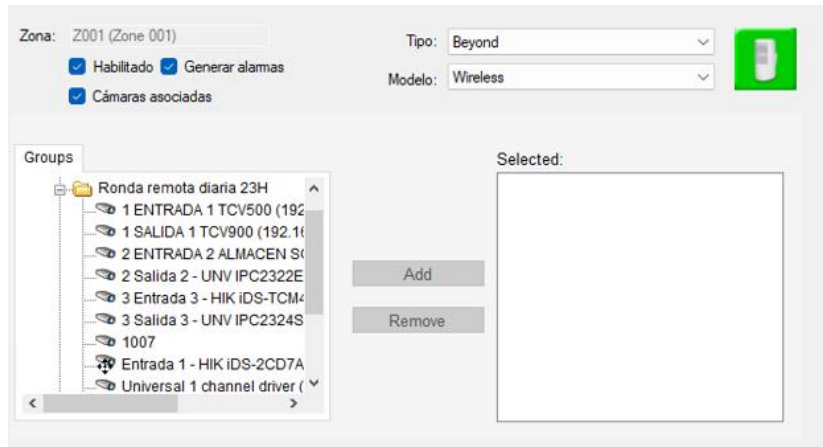 Zona: Z001 (Zone 001)
Tipo: Beyond
Habilitado Generar alarmas
Modelo: Wireless
Cámaras asociadas
Groups
Selected:
Ronda remota diaria 23H
1 ENTRADA 1 TCV500 (192
1 SALIDA 1 TCV900 (192.16
2 ENTRADA 2 ALMACEN SO
2 Salida 2 - UNV IPC2322E
3 Entrada 3 - HIK iDS-TCM4
3 Salida 3 - UNV IPC2324S
1007
Entrada 1 - HIK iDS-2CD7A
Universal 1 channel driver (
Add
Remove